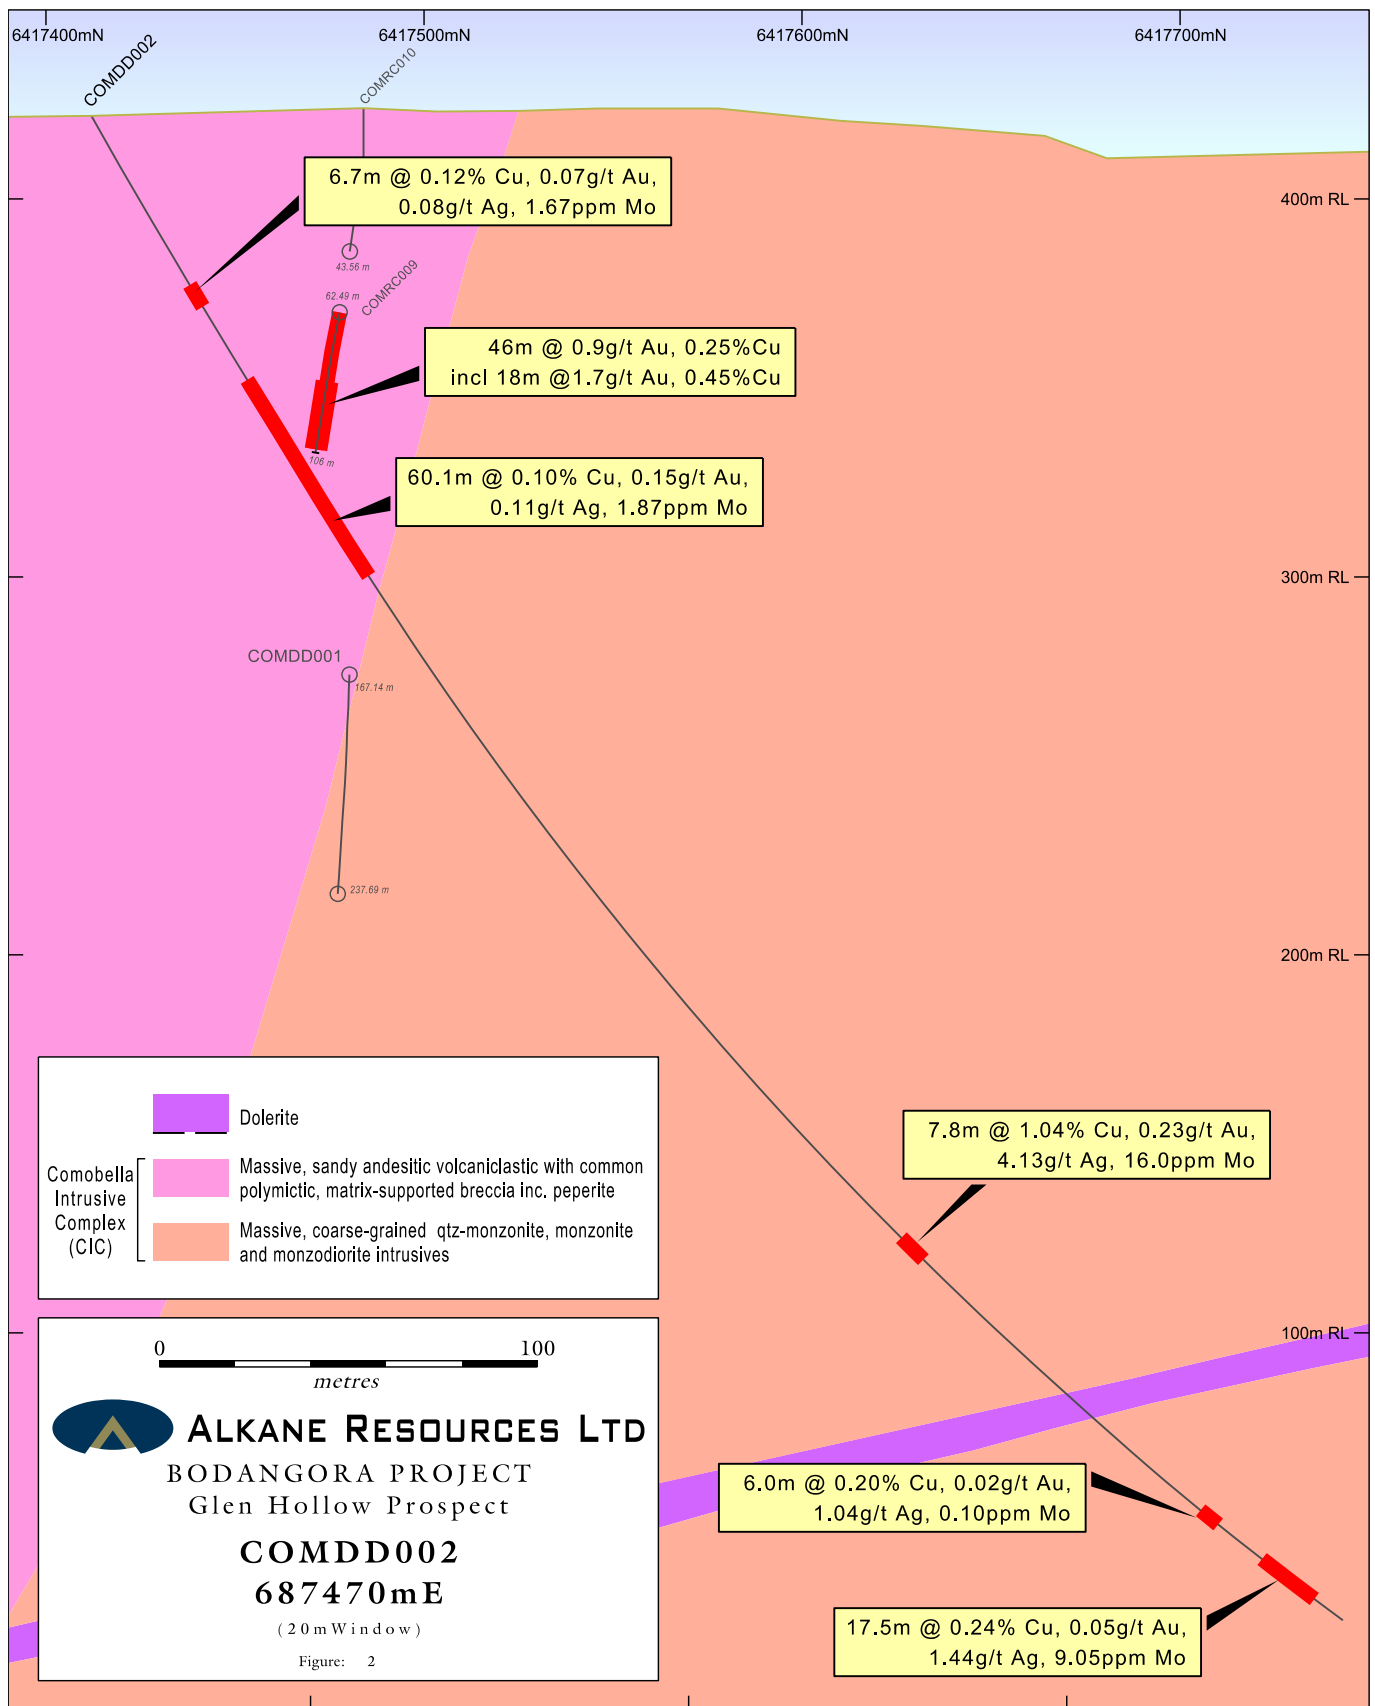 6417400mN
6417500mN
6417600mN
6417700mN
COMDD002
COMRC010
6.7m @ 0.12% Cu, 0.07g/t Au,
0.08g/t Ag, 1.67ppm Mo
400m RL
43.56 m
62.49 m
COMRC009
46m @ 0.9g/t Au, 0.25%Cu
incl 18m @1.7g/t Au, 0.45%Cu
106 m
60.1m @ 0.10% Cu, 0.15g/t Au,
0.11g/t Ag, 1.87ppm Mo
300m RL
COMDD001
167.14 m
237.69 m
200m RL
7.8m @ 1.04% Cu, 0.23g/t Au,
4.13g/t Ag, 16.0ppm Mo
100m RL
6.0m @ 0.20% Cu, 0.02g/t Au,
1.04g/t Ag, 0.10ppm Mo
17.5m @ 0.24% Cu, 0.05g/t Au,
1.44g/t Ag, 9.05ppm Mo
Dolerite
Comobella
Intrusive
Complex
(CIC)
Massive, sandy andesitic volcaniclastic with common
polymictic, matrix-supported breccia inc. peperite
Massive, coarse-grained qtz-monzonite, monzonite
and monzodiorite intrusives
0 100
metres
ALKANE RESOURCES LTD
BODANGORA PROJECT
Glen Hollow Prospect
COMDD002
687470mE
(20mWindow)
Figure: 2